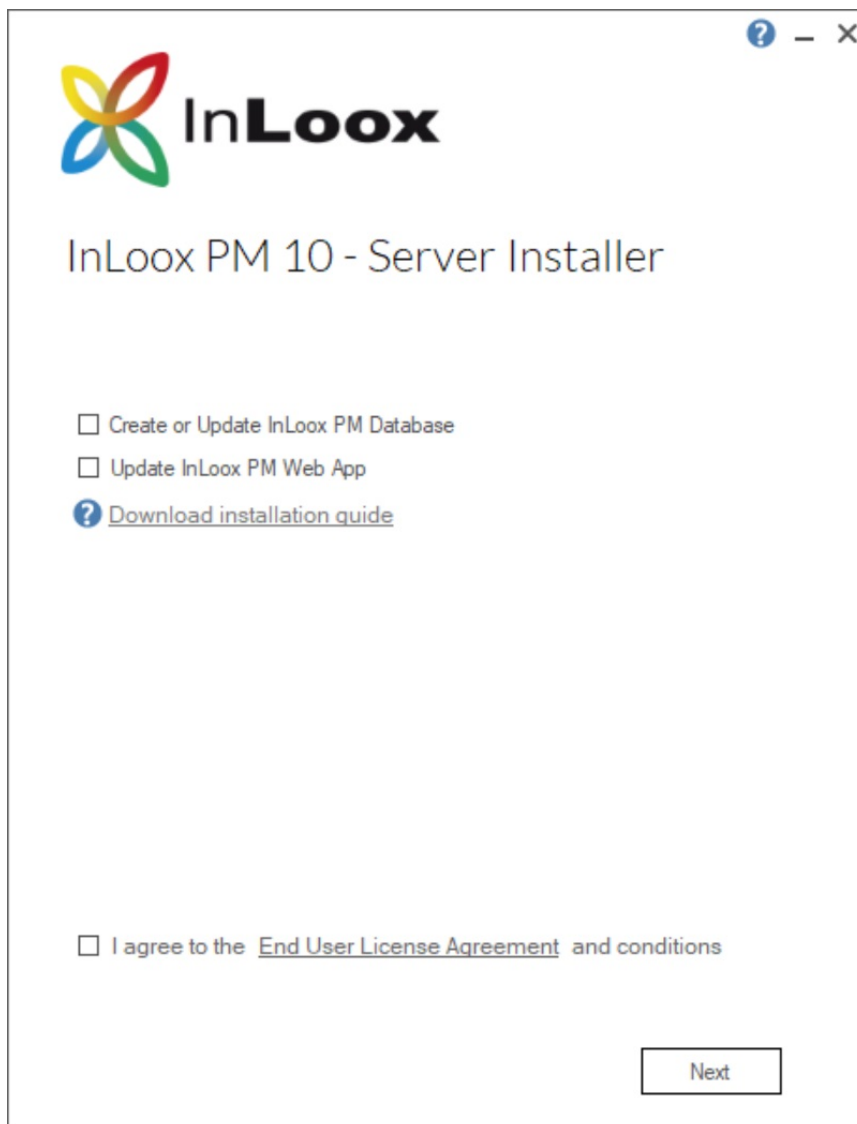 InLoox
InLoox PM 10 - Server Installer
Create or Update InLoox PM Database
Update InLoox PM Web App
Download installation guide
I agree to the End User License Agreement and conditions
Next